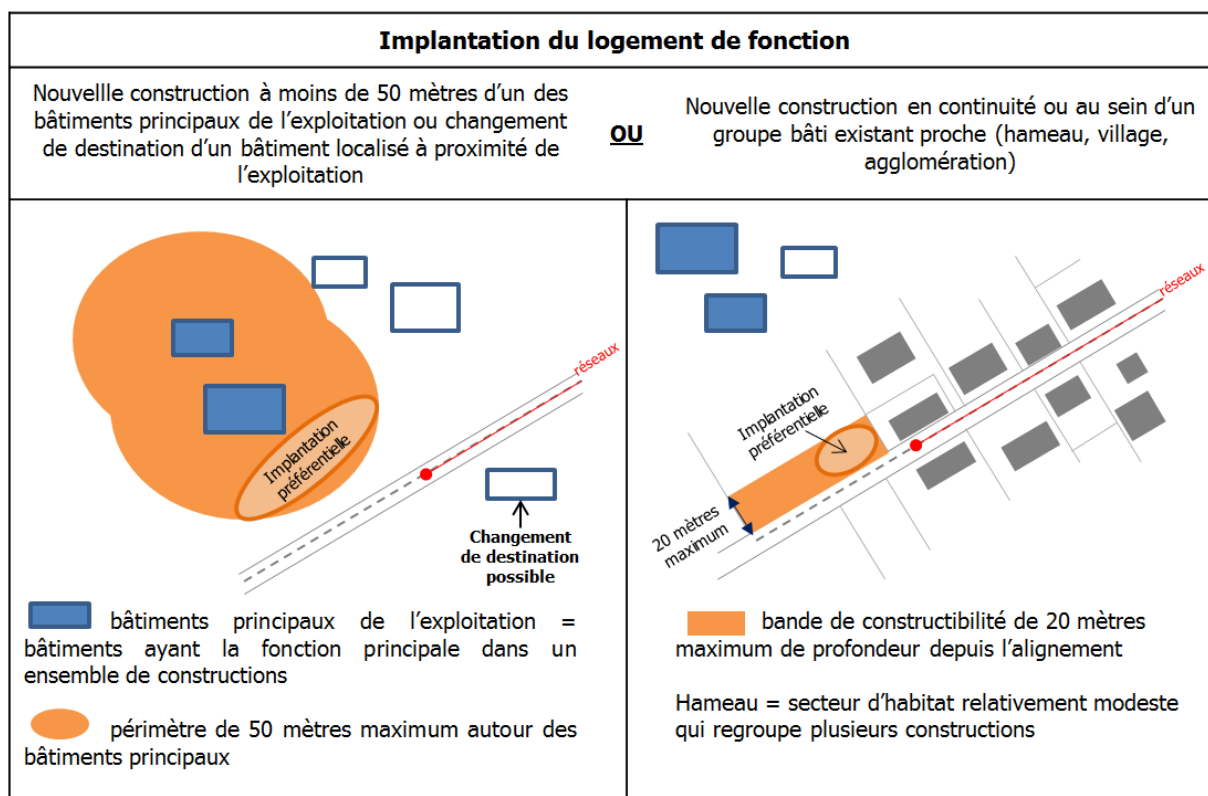 Implantation du logement de fonction
Nouvellle construction à moins de 50 mètres d'un des
bâtiments principaux de l'exploitation ou changement
de destination d'un bâtiment localisé à proximité de
l'exploitation
OU
Nouvelle construction en continuité ou au sein d'un
groupe bâti existant proche (hameau, village,
agglomération)
réseaux
Implantation
préférentielle
Changement
de destination
possible
bâtiments principaux de l'exploitation =
bâtiments ayant la fonction principale dans un
ensemble de constructions
périmètre de 50 mètres maximum autour des
bâtiments principaux
réseaux
Implantation
préférentielle
20 mètres
maximum
bande de constructibilité de 20 mètres
maximum de profondeur depuis l'alignement
Hameau = secteur d'habitat relativement modeste
qui regroupe plusieurs constructions